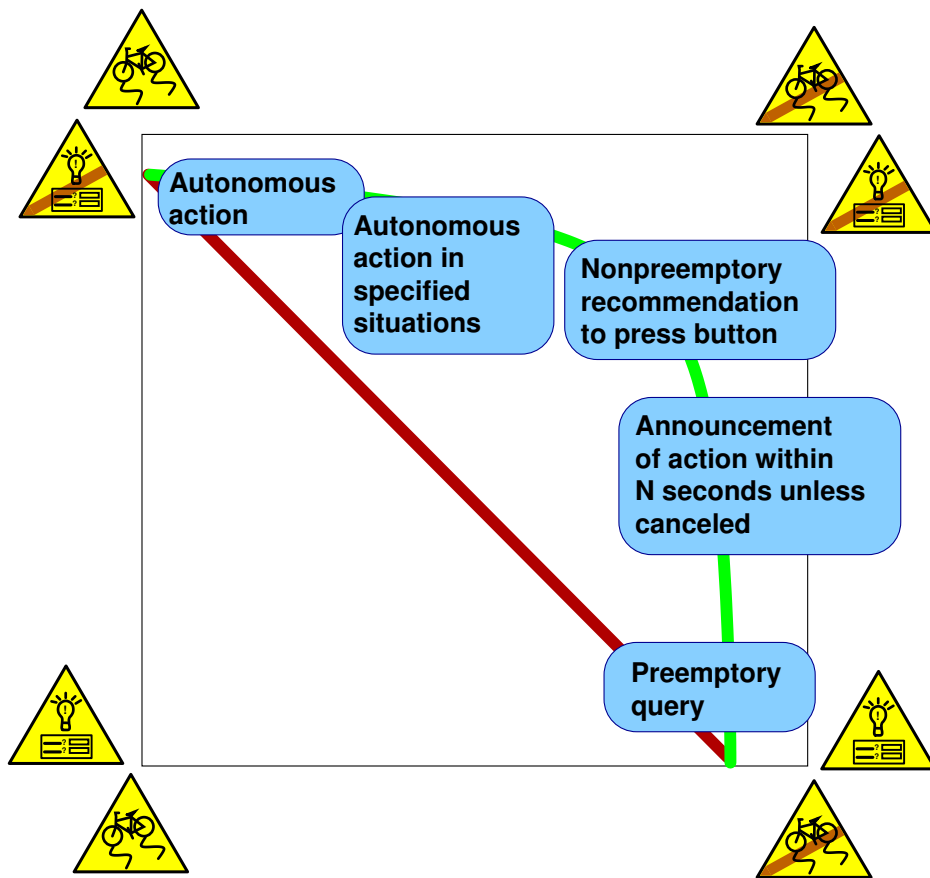 Autonomous
action
Autonomous
action in
specified
situations
Nonpreemptory
recommendation
to press button
Announcement
of action within
N seconds unless
canceled
Preemptory
query